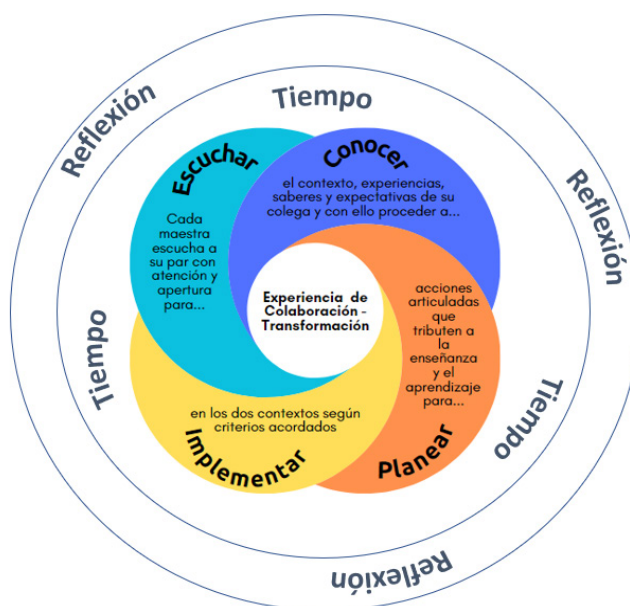 Reflexión
Tiempo
Reflexión
Escuchar
Cada
maestra
escucha a
su par con
atención y
apertura
para...
Conocer
el contexto, experiencias,
saberes y expectativas de su
colega y con ello proceder a...
Experiencia de
Colaboración -
Transformación
acciones
articuladas
que
tributen a
la
enseñanza
y el
aprendizaje
para...
Planear
en los dos contextos según
criterios acordados
Implementar
Tiempo
Tiempo
Reflexión